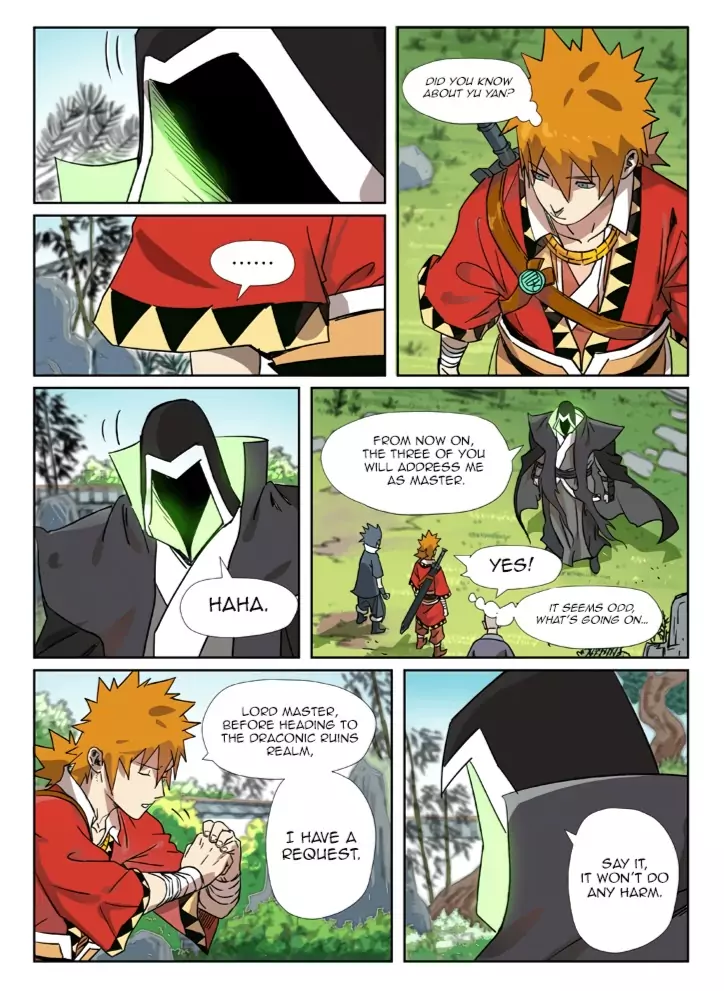 DID YOU KNOW
ABOUT YU YAN?
......
HAHA.
FROM NOW ON,
THE THREE OF YOU
WILL ADDRESS ME
AS MASTER.
YES!
IT SEEMS ODD,
WHAT'S GOING ON...
LORD MASTER,
BEFORE HEADING TO
THE DRACONIC RUINS
REALM,
I HAVE A
REQUEST.
SAY IT,
IT WON'T DO
ANY HARM.